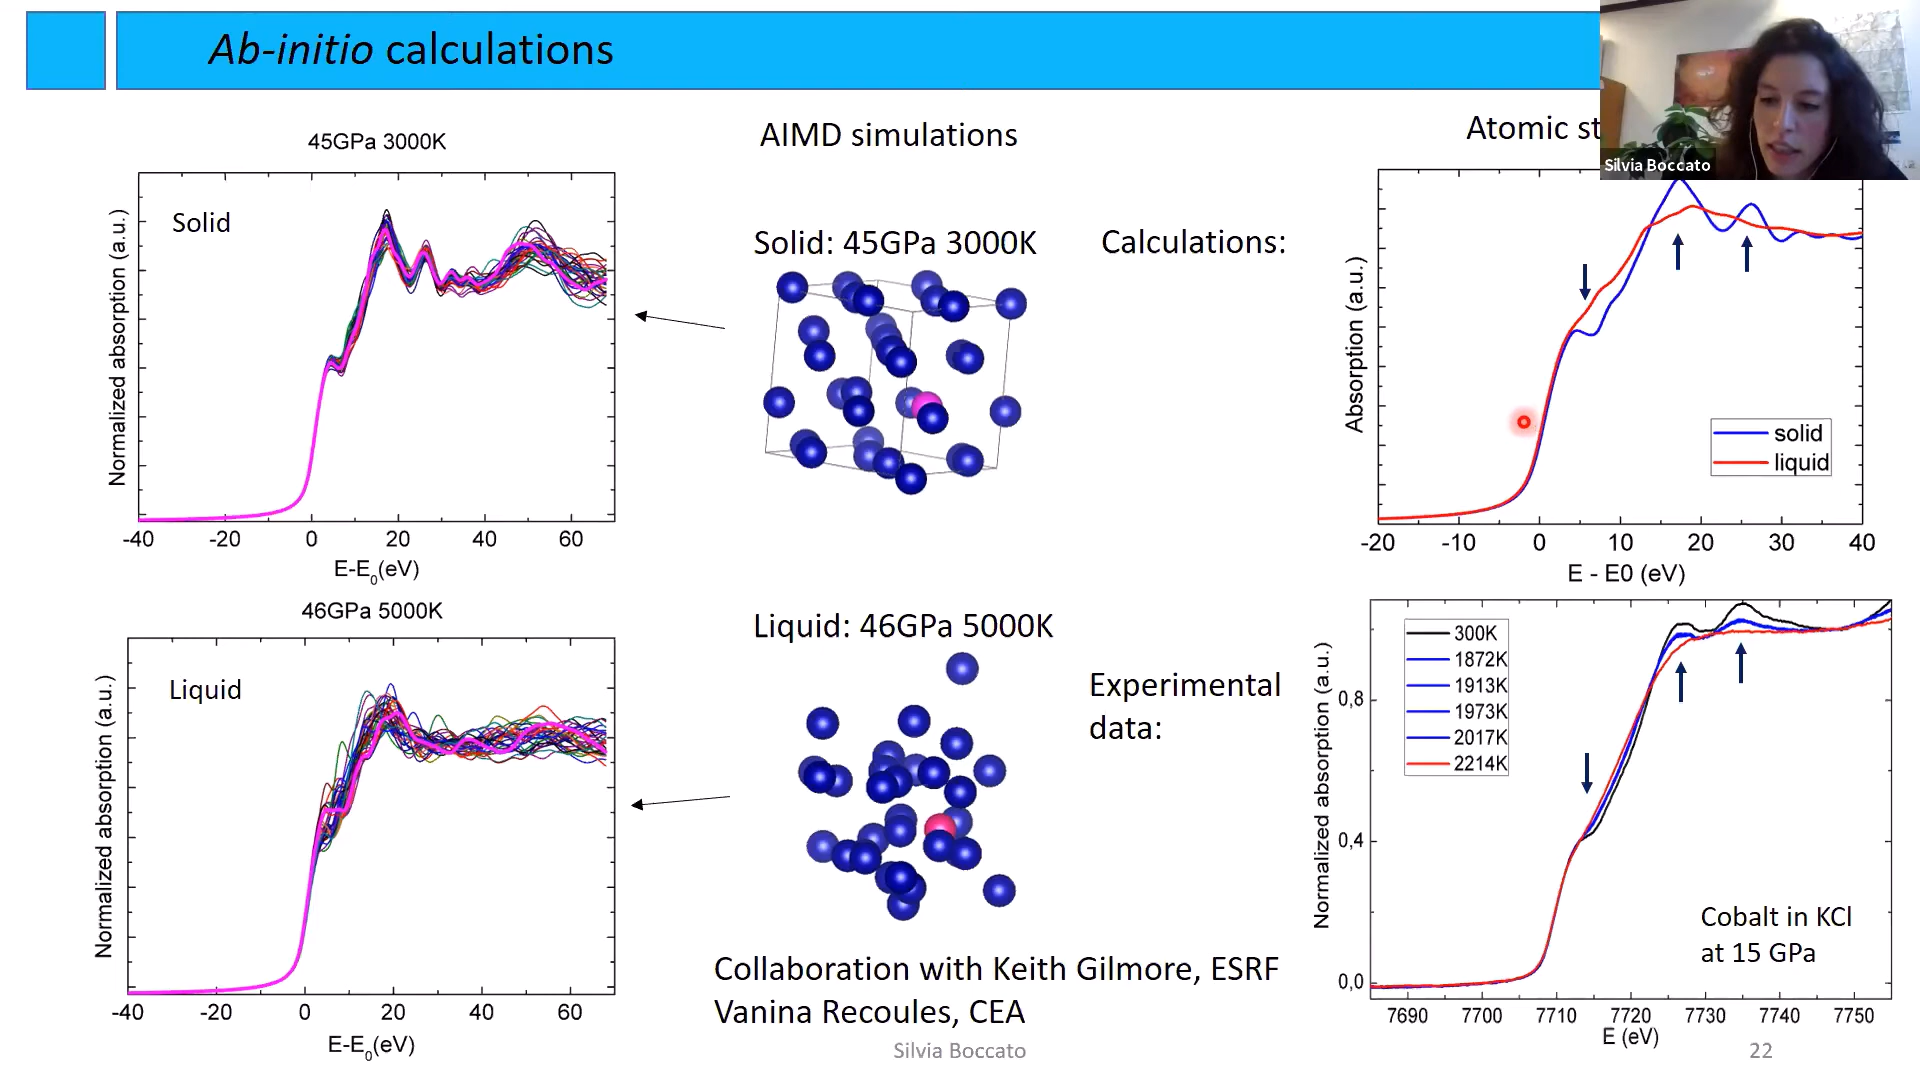 Ab-initio calculations
Silvia Boccato
45GPa 3000K
Solid
Normalized absorption (a.u.)
-40 -20 0 20 40 60
E-E0(eV)
46GPa 5000K
Liquid
Normalized absorption (a.u.)
-40 -20 0 20 40 60
E-E0(eV)
AIMD simulations
Solid: 45GPa 3000K
Liquid: 46GPa 5000K
Collaboration with Keith Gilmore, ESRF
Vanina Recoules, CEA
Calculations:
Experimental
data:
Atomic
Absorption (a.u.)
solid
liquid
-20 -10 0 10 20 30 40
E - E0 (eV)
300K
1872K
1913K
1973K
2017K
2214K
Normalized absorption (a.u.)
0,8
0,4
0,0
Cobalt in KCl
at 15 GPa
7690 7700 7710 7720 7730 7740 7750
E (eV)
Silvia Boccato
22